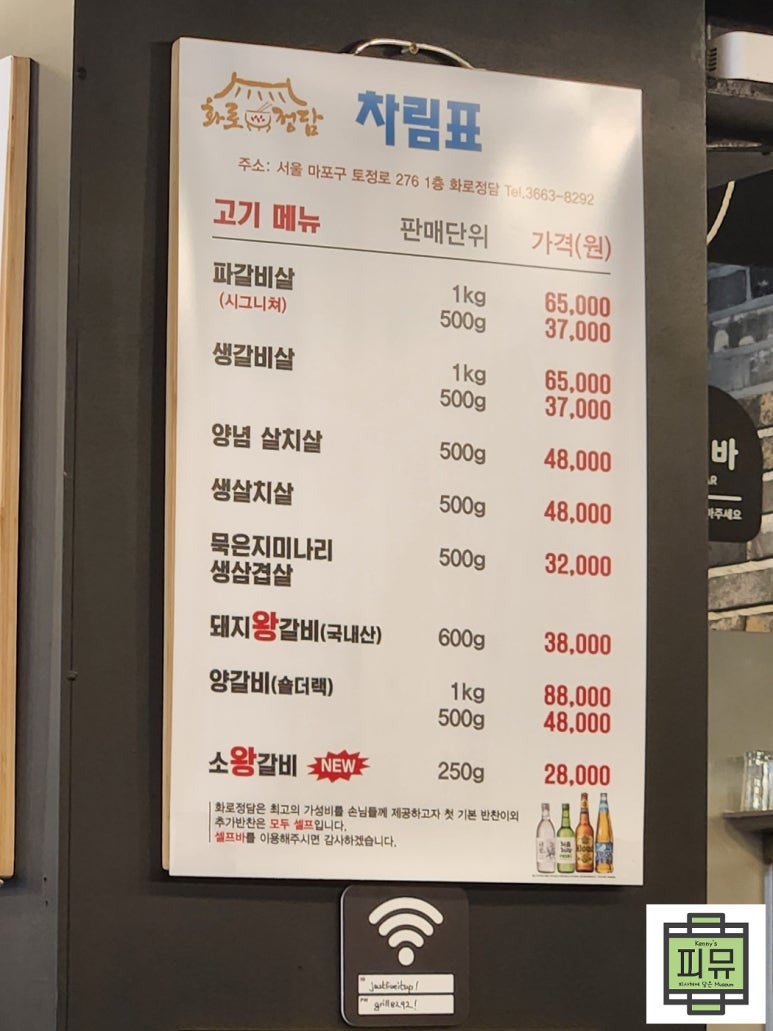 화로정담
차림표
주소: 서울 마포구 토정로 276 1층 화로정담 Tel.3663-8292
고기 메뉴 판매단위 가격(원)
파갈비살 1kg 65,000
(시그니쳐) 500g 37,000
생갈비살 1kg 65,000
500g 37,000
양념 살치살 500g 48,000
생살치살 500g 48,000
묵은지미나리 500g 32,000
생삼겹살
돼지왕갈비(국내산) 600g 38,000
양갈비(숄더랙) 1kg 88,000
500g 48,000
소왕갈비 NEW 250g 28,000
화로정담은 최고의 가성비를 손님들께 제공하고자 첫 기본 반찬이외
추가반찬은 모두 셀프입니다.
셀프바를 이용해주시면 감사하겠습니다.
바
AR
ID
PW
grill8292!
Kenny's
피뮤